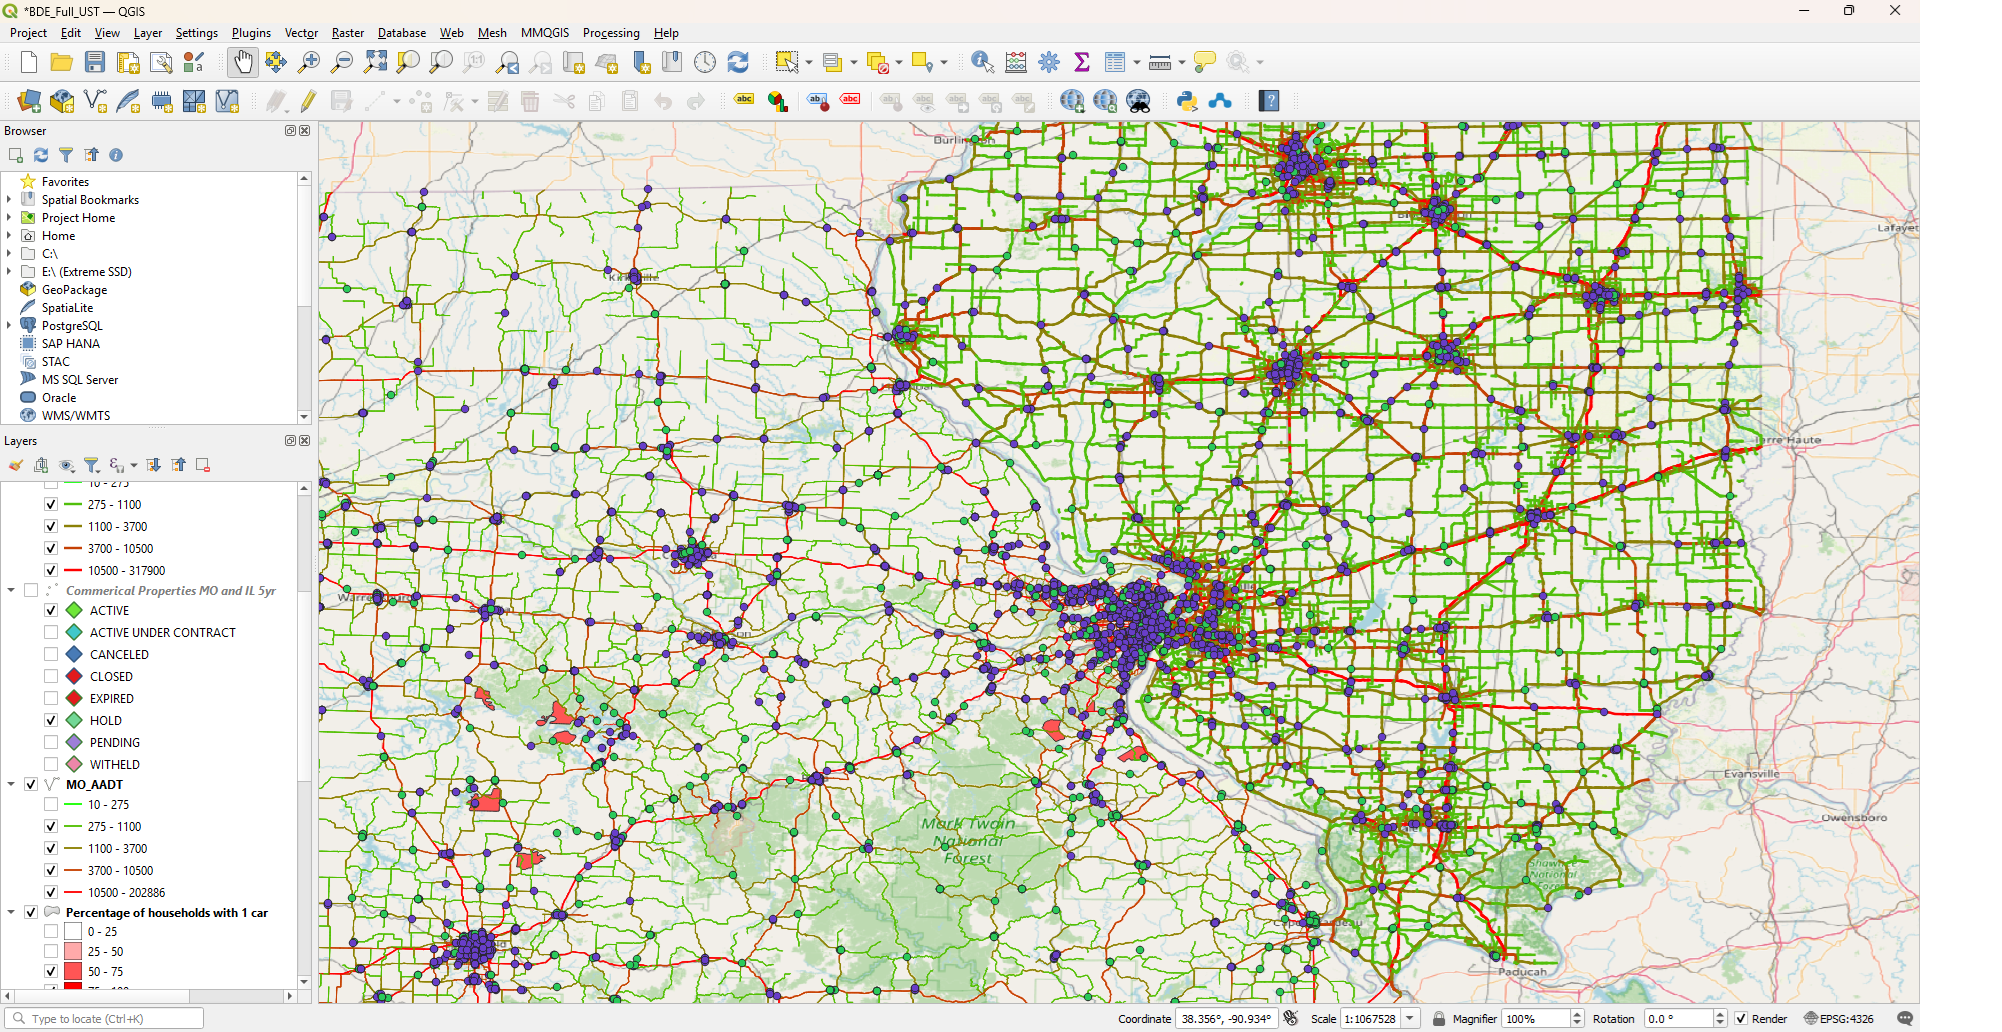 *BDE_Full_UST — QGIS
Project Edit View Layer Settings Plugins Vector Raster Database Web Mesh MMQGIS Processing Help
Browser
Favorites
Spatial Bookmarks
Project Home
Home
C:\
E:\ (Extreme SSD)
GeoPackage
SpatiaLite
PostgreSQL
SAP HANA
STAC
MS SQL Server
Oracle
WMS/WMTS
Layers
10 - 275
275 - 1100
1100 - 3700
3700 - 10500
10500 - 317900
Commerical Properties MO and IL 5yr
ACTIVE
ACTIVE UNDER CONTRACT
CANCELED
CLOSED
EXPIRED
HOLD
PENDING
WITHELD
MO_AADT
10 - 275
275 - 1100
1100 - 3700
3700 - 10500
10500 - 202886
Percentage of households with 1 car
0 - 25
25 - 50
50 - 75
75 - 100
Lafayet
Terre Haute
Evansville
Owensboro
Mark Twain
National
Forest
Shawnee
National
Forest
Paducah
Type to locate (Ctrl+K)
Coordinate 38.356°, -90.934° Scale 1:1067528 Magnifier 100% Rotation 0.0 ° Render EPSG:4326